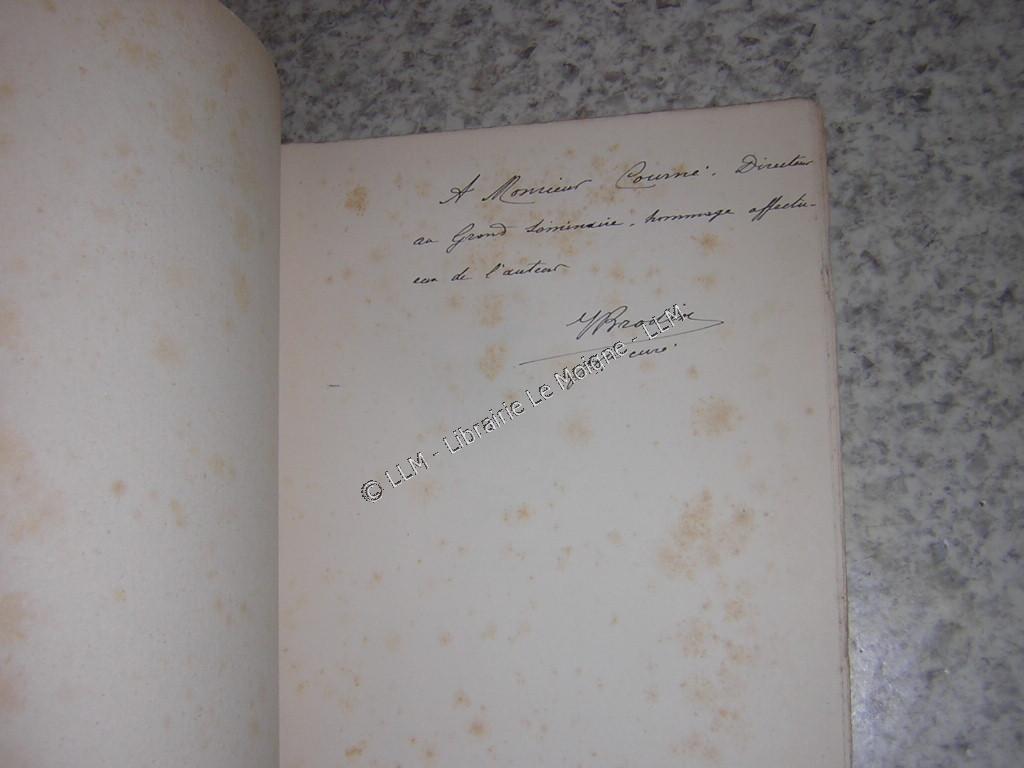 A Monsieur Courné. Directeur
au Grand Séminaire, hommage affectu-
eux de l'auteur
curé
© LLM - Librairie Le Moigne - LLM